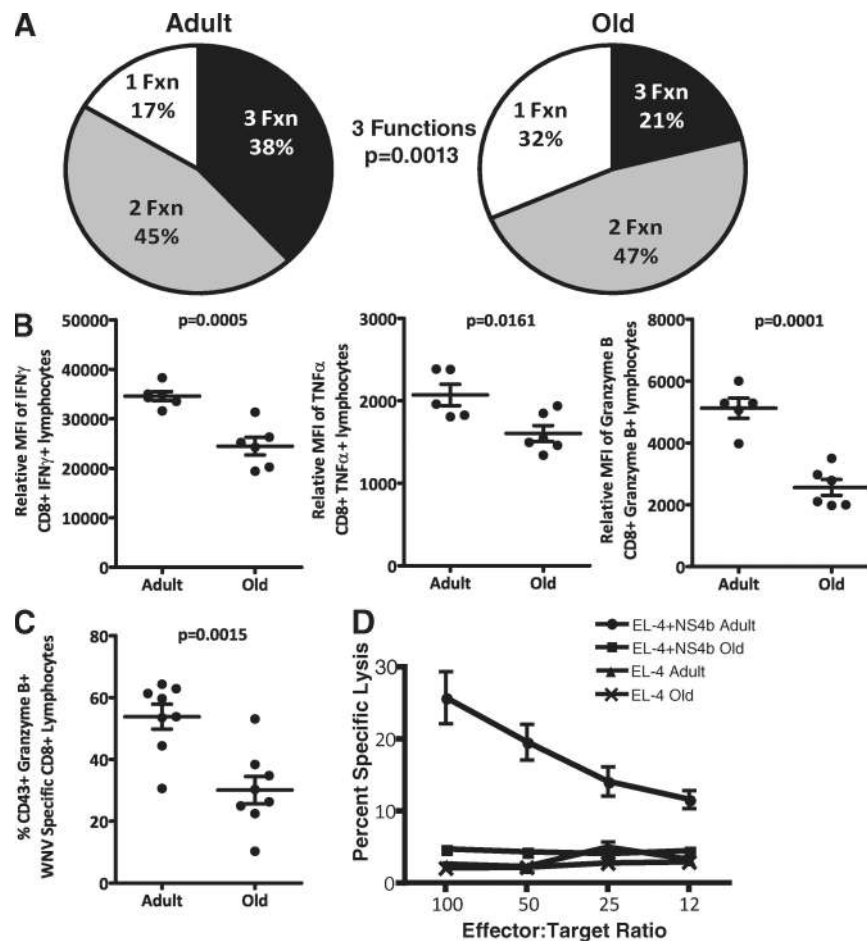 A
Adult
Old
1 Fxn
17%
3 Fxn
38%
2 Fxn
45%
3 Functions
p=0.0013
1 Fxn
32%
3 Fxn
21%
2 Fxn
47%
B
p=0.0005
50000
40000
30000
20000
10000
0
Relative MFI of IFNγ
CD8+ IFNγ+ lymphocytes
Adult
Old
p=0.0161
3000
2000
1000
0
Relative MFI of TNFα
CD8+ TNFα+ lymphocytes
Adult
Old
p=0.0001
8000
6000
4000
2000
0
Relative MFI of Granzyme B
CD8+ Granzyme B+ lymphocytes
Adult
Old
C
p=0.0015
80
60
40
20
0
% CD43+ Granzyme B+
WNV Specific CD8+ Lymphocytes
Adult
Old
D
EL-4+NS4b Adult
EL-4+NS4b Old
EL-4 Adult
EL-4 Old
30
20
10
0
Percent Specific Lysis
100
50
25
12
Effector:Target Ratio